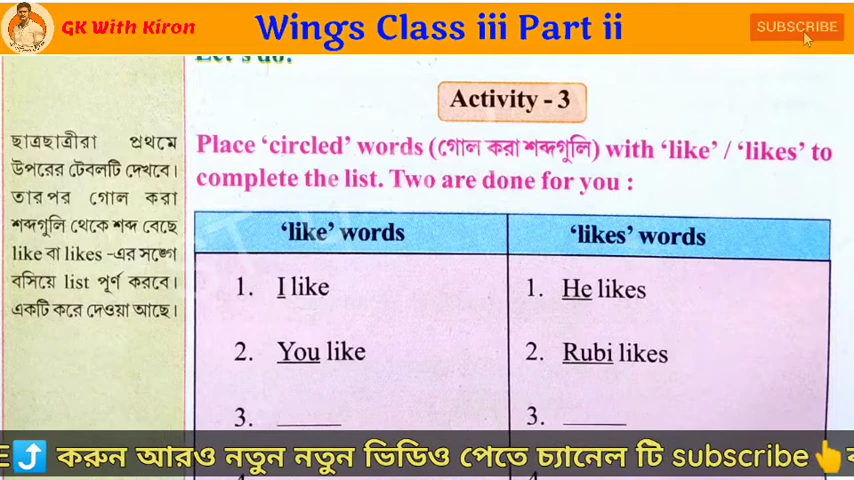 GK With Kiron
Wings Class iii Part ii
SUBSCRIBE
Let's do:
Activity - 3
ছাত্রছাত্রীরা প্রথমে
উপরের টেবলটি দেখবে।
তারপর গোল করা
শব্দগুলি থেকে শব্দ বেছে
like বা likes -এর সঙ্গে
বসিয়ে list পূর্ণ করবে।
একটি করে দেওয়া আছে।
Place 'circled' words (গোল করা শব্দগুলি) with 'like' / 'likes' to
complete the list. Two are done for you :
'like' words
'likes' words
1. I like
1. He likes
2. You like
2. Rubi likes
3. ______
3. ______
E করুন আরও নতুন নতুন ভিডিও পেতে চ্যানেল টি subscribe